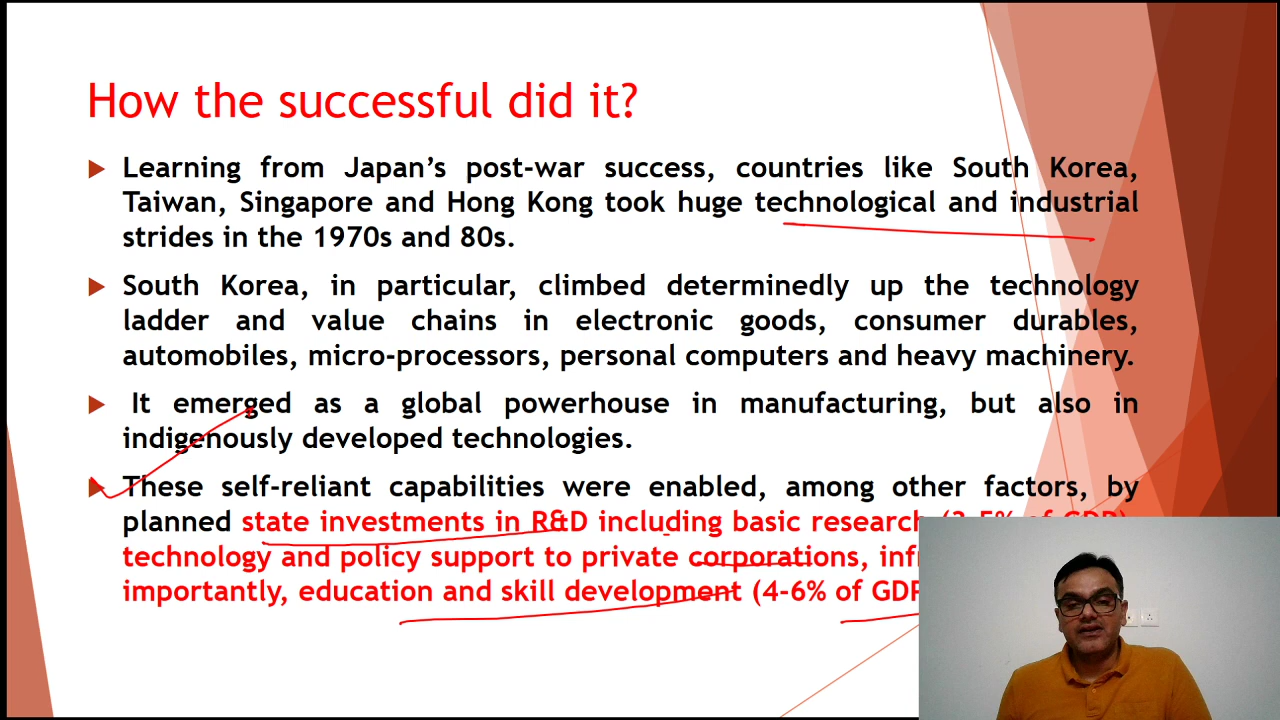 How the successful did it?
Learning from Japan’s post-war success, countries like South Korea,
Taiwan, Singapore and Hong Kong took huge technological and industrial
strides in the 1970s and 80s.
South Korea, in particular, climbed determinedly up the technology
ladder and value chains in electronic goods, consumer durables,
automobiles, micro-processors, personal computers and heavy machinery.
It emerged as a global powerhouse in manufacturing, but also in
indigenously developed technologies.
These self-reliant capabilities were enabled, among other factors, by
planned state investments in R&D including basic research
technology and policy support to private corporations,
importantly, education and skill development (4-6% of GDP